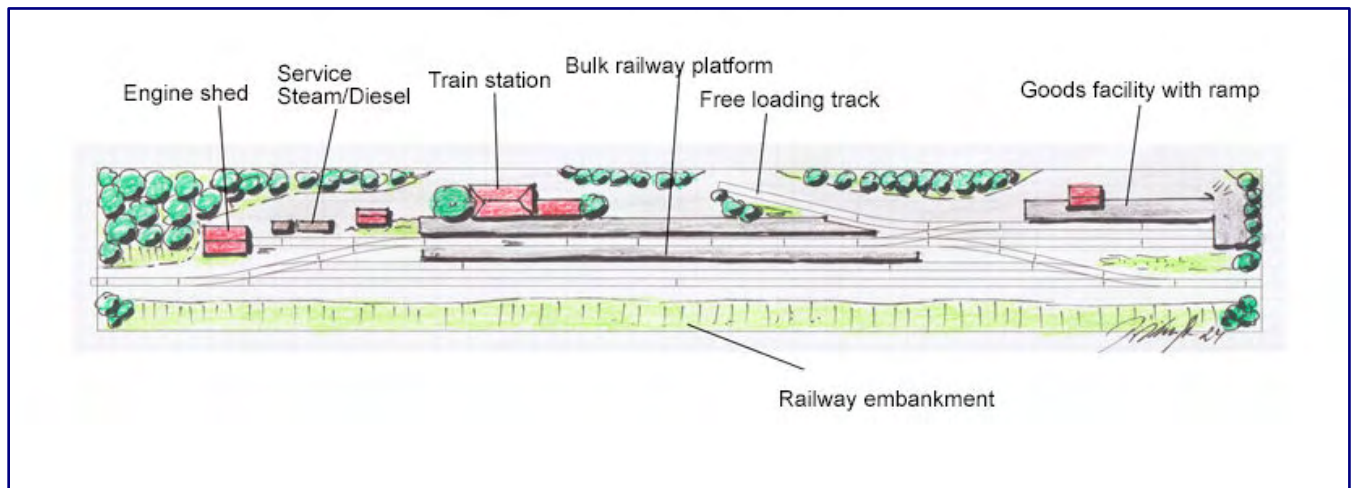 Engine shed
Service
Steam/Diesel
Train station
Bulk railway platform
Free loading track
Goods facility with ramp
Railway embankment